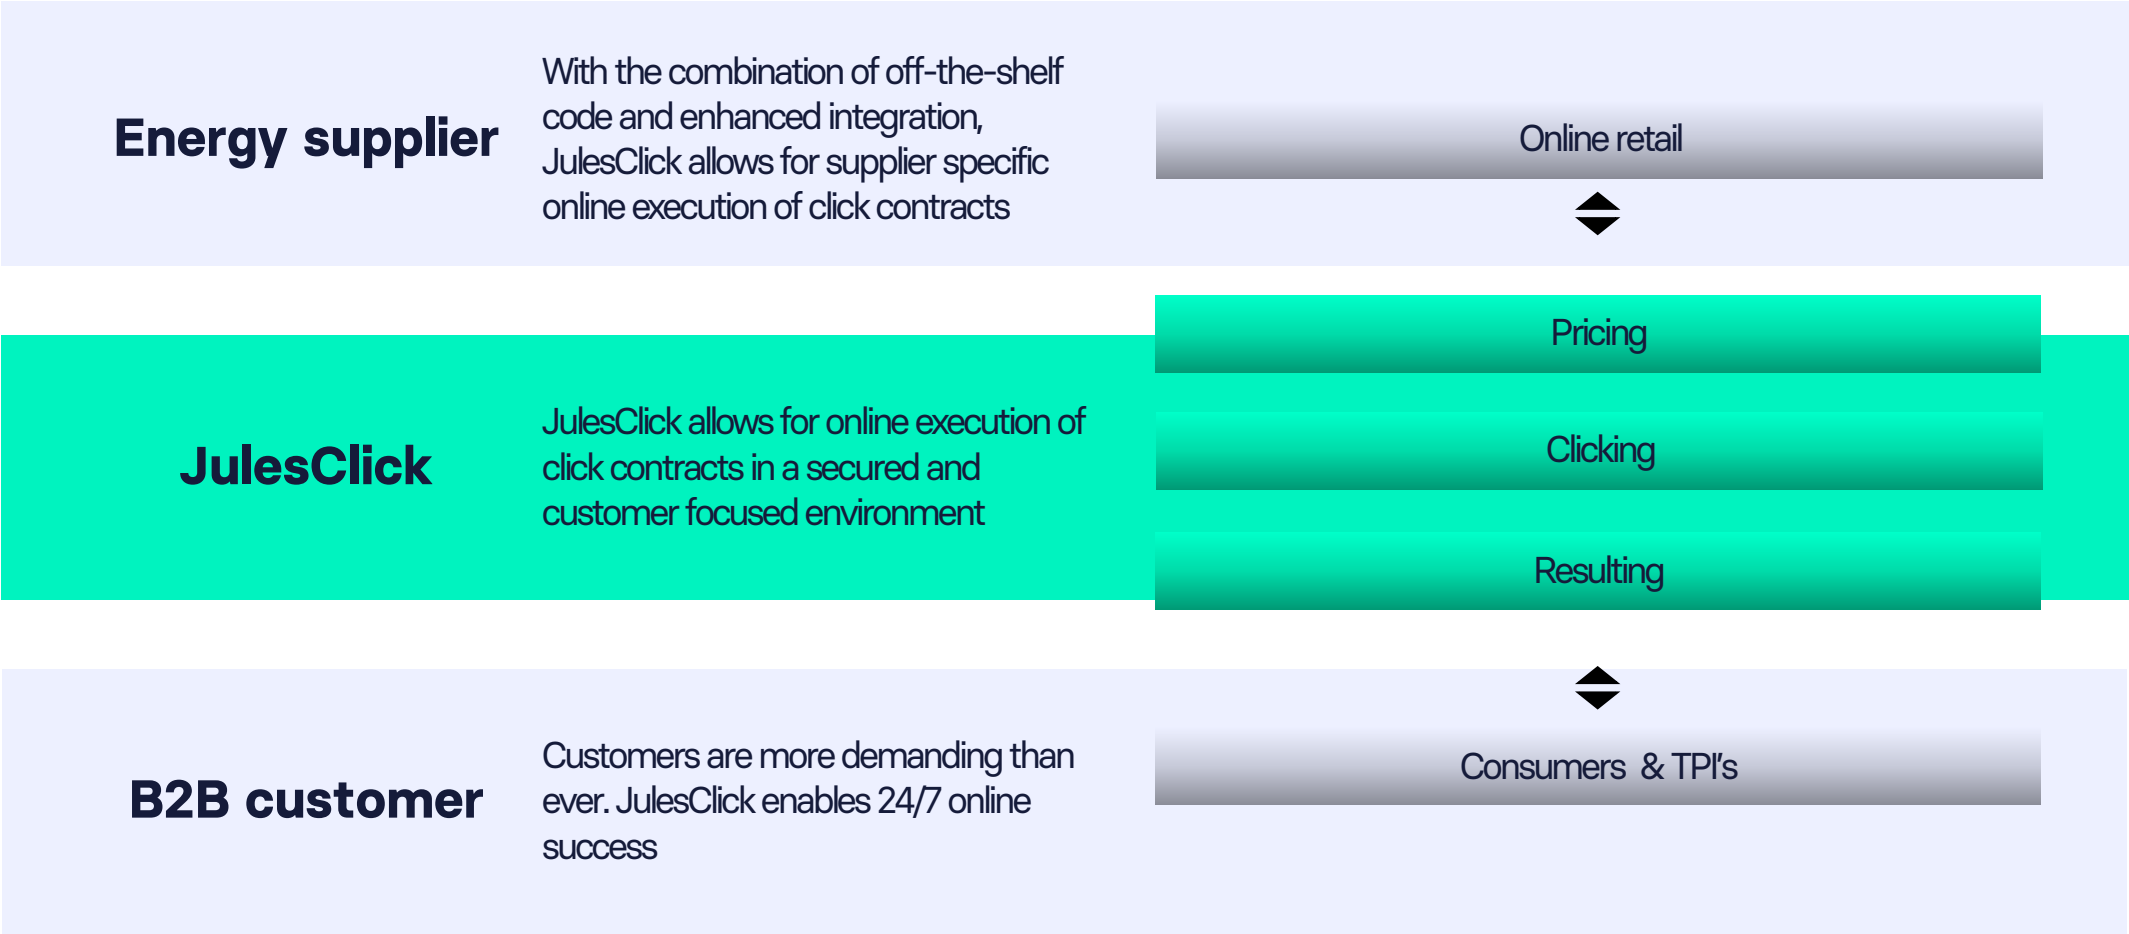 Energy supplier
With the combination of off-the-shelf
code and enhanced integration,
JulesClick allows for supplier specific
online execution of click contracts
Online retail
Pricing
JulesClick
JulesClick allows for online execution of
click contracts in a secured and
customer focused environment
Clicking
Resulting
B2B customer
Customers are more demanding than
ever. JulesClick enables 24/7 online
success
Consumers  & TPI’s